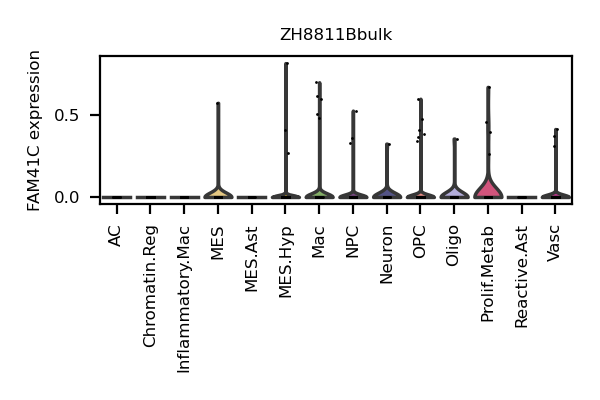 ZH8811Bbulk
FAM41C expression
0.5
0.0
AC
Chromatin.Reg
Inflammatory.Mac
MES
MES.Ast
MES.Hyp
Mac
NPC
Neuron
OPC
Oligo
Prolif.Metab
Reactive.Ast
Vasc